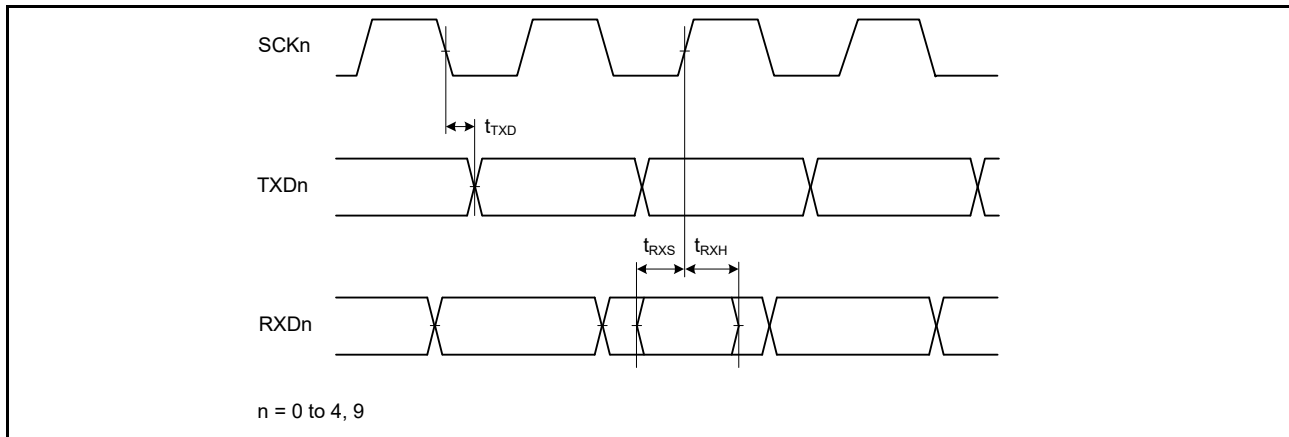 SCKn
tTXD
TXDn
tRXS tRXH
RXDn
n = 0 to 4, 9